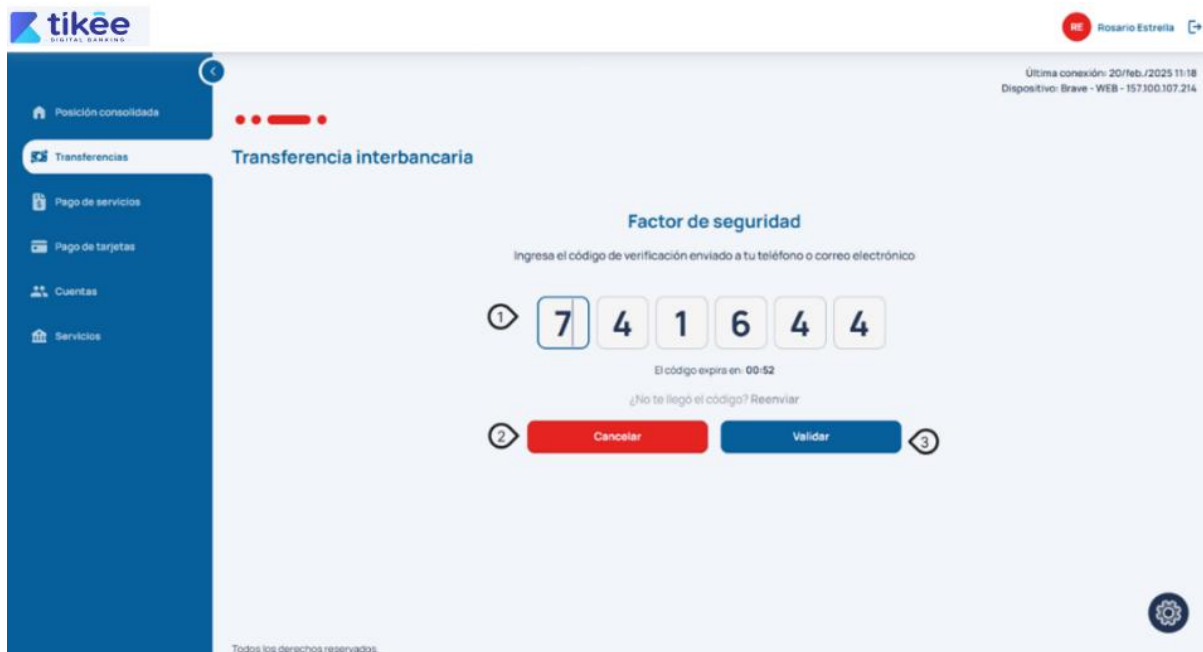 tikēe
DIGITAL BANKING
RE Rosario Estrella
Última conexión: 20/feb./2025 11:18
Dispositivo: Brave - WEB - 157.100.107.214
Posición consolidada
Transferencias
Pago de servicios
Pago de tarjetas
Cuentas
Servicios
Transferencia interbancaria
Factor de seguridad
Ingresa el código de verificación enviado a tu teléfono o correo electrónico
1 7 4 1 6 4 4
El código expira en: 00:52
¿No te llegó el código? Reenviar
2 Cancelar Validar 3
Todos los derechos reservados.